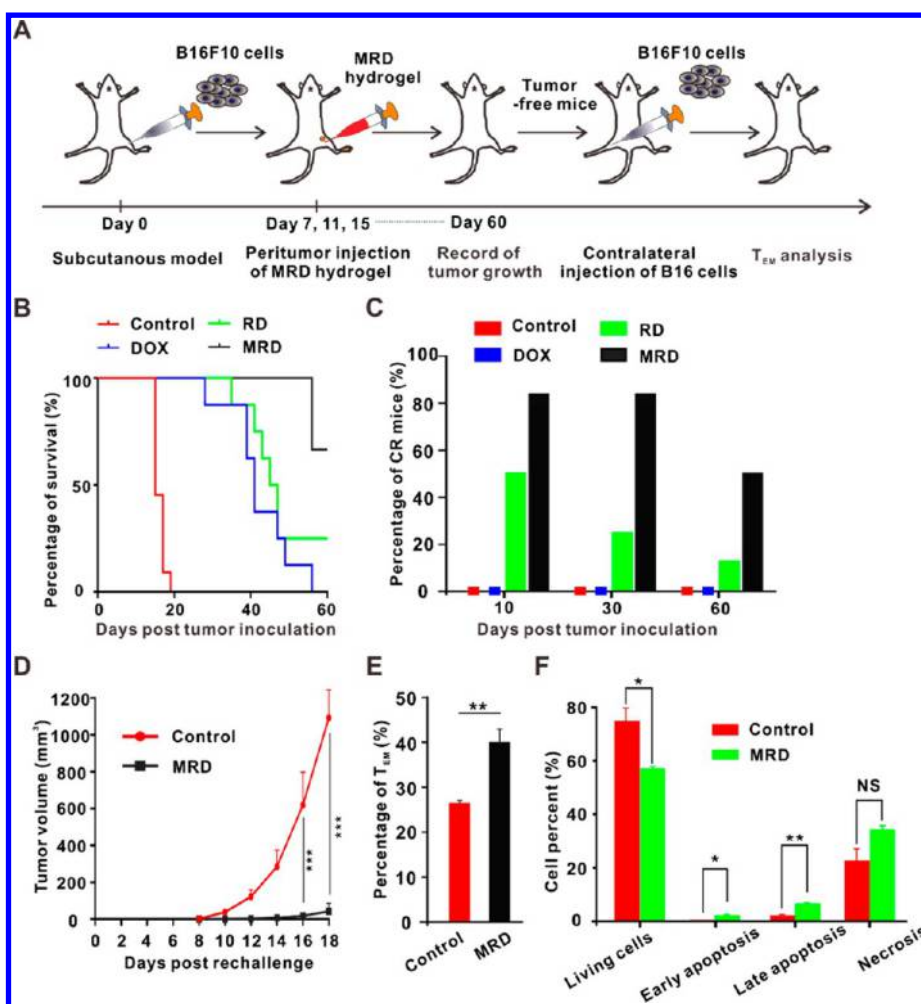 A
B16F10 cells
MRD
hydrogel
Tumor
-free mice
B16F10 cells
Day 0
Day 7, 11, 15
Day 60
Subcutanous model
Peritumor injection
of MRD hydrogel
Record of
tumor growth
Contralateral
injection of B16 cells
TEM analysis
B
Control
RD
DOX
MRD
Percentage of survival (%)
100
50
0
0 20 40 60
Days post tumor inoculation
C
Control
RD
DOX
MRD
Percentage of CR mice (%)
100
80
60
40
20
0
10 30 60
Days post tumor inoculation
D
Control
MRD
Tumor volume (mm³)
1200
1000
800
600
400
200
0
***
***
0 2 4 6 8 10 12 14 16 18
Days post rechallenge
E
Percentage of TEM (%)
50
40
30
20
10
0
**
Control
MRD
F
Control
MRD
Cell percent (%)
80
60
40
20
0
*
*
**
NS
Living cells
Early apoptosis
Late apoptosis
Necrosis